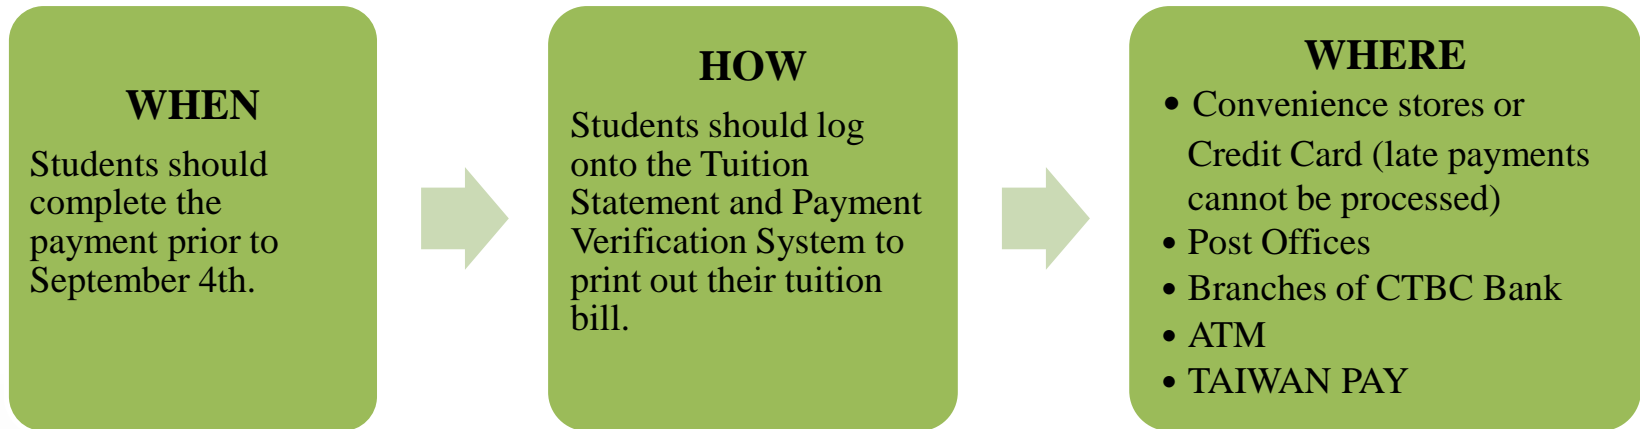 WHEN
Students should
complete the
payment prior to
September 4th.
HOW
Students should log
onto the Tuition
Statement and Payment
Verification System to
print out their tuition
bill.
WHERE
• Convenience stores or
Credit Card (late payments
cannot be processed)
• Post Offices
• Branches of CTBC Bank
• ATM
• TAIWAN PAY